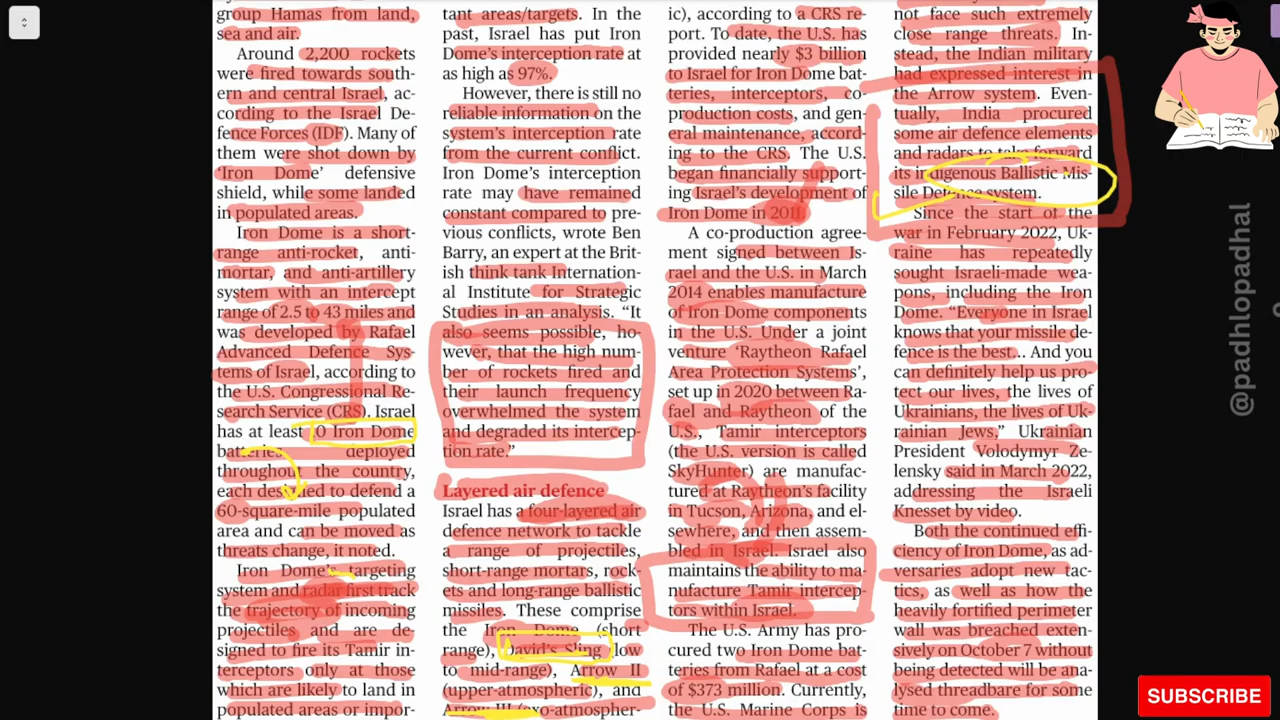 group Hamas from land,
sea and air.
Around 2,200 rockets
were fired towards south-
ern and central Israel, ac-
cording to the Israel De-
fence Forces (IDF). Many of
them were shot down by
‘Iron Dome’ defensive
shield, while some landed
in populated areas.
Iron Dome is a short-
range anti-rocket, anti-
mortar, and anti-artillery
system with an intercept
range of 2.5 to 43 miles and
was developed by Rafael
Advanced Defence Sys-
tems of Israel, according to
the U.S. Congressional Re-
search Service (CRS). Israel
has at least 10 Iron Dome
batteries deployed
throughout the country,
each designed to defend a
60-square-mile populated
area and can be moved as
threats change, it noted.
Iron Dome’s targeting
system and radar first track
the trajectory of incoming
projectiles and are de-
signed to fire its Tamir in-
terceptors only at those
which are likely to land in
populated areas or impor-
tant areas/targets. In the
past, Israel has put Iron
Dome’s interception rate at
as high as 97%.
However, there is still no
reliable information on the
system’s interception rate
from the current conflict.
Iron Dome’s interception
rate may have remained
constant compared to pre-
vious conflicts, wrote Ben
Barry, an expert at the Brit-
ish think tank Internation-
al Institute for Strategic
Studies in an analysis. “It
also seems possible, ho-
wever, that the high num-
ber of rockets fired and
their launch frequency
overwhelmed the system
and degraded its intercep-
tion rate.”
Layered air defence
Israel has a four-layered air
defence network to tackle
a range of projectiles,
short-range mortars, rock-
ets and long-range ballistic
missiles. These comprise
the Iron Dome (short
range), David’s Sling (low
to mid-range), Arrow II
(upper-atmospheric), and
Arrow III (exo-atmospher-
ic), according to a CRS re-
port. To date, the U.S. has
provided nearly $3 billion
to Israel for Iron Dome bat-
teries, interceptors, co-
production costs, and gen-
eral maintenance, accord-
ing to the CRS. The U.S.
began financially support-
ing Israel’s development of
Iron Dome in 2011.
A co-production agree-
ment signed between Is-
rael and the U.S. in March
2014 enables manufacture
of Iron Dome components
in the U.S. Under a joint
venture ‘Raytheon Rafael
Area Protection Systems’,
set up in 2020 between Ra-
fael and Raytheon of the
U.S., Tamir interceptors
(the U.S. version is called
SkyHunter) are manufac-
tured at Raytheon’s facility
in Tucson, Arizona, and el-
sewhere, and then assem-
bled in Israel. Israel also
maintains the ability to ma-
nufacture Tamir intercep-
tors within Israel.
The U.S. Army has pro-
cured two Iron Dome bat-
teries from Rafael at a cost
of $373 million. Currently,
the U.S. Marine Corps is
not face such extremely
close range threats. In-
stead, the Indian military
had expressed interest in
the Arrow system. Even-
tually, India procured
some air defence elements
and radars to take forward
its indigenous Ballistic Mis-
sile Defence system.
Since the start of the
war in February 2022, Uk-
raine has repeatedly
sought Israeli-made wea-
pons, including the Iron
Dome. “Everyone in Israel
knows that your missile de-
fence is the best... And you
can definitely help us pro-
tect our lives, the lives of
Ukrainians, the lives of Uk-
rainian Jews,” Ukrainian
President Volodymyr Ze-
lensky said in March 2022,
addressing the Israeli
Knesset by video.
Both the continued effi-
ciency of Iron Dome, as ad-
versaries adopt new tac-
tics, as well as how the
heavily fortified perimeter
wall was breached exten-
sively on October 7 without
being detected will be ana-
lysed threadbare for some
time to come.
@padhlopadhal
SUBSCRIBE